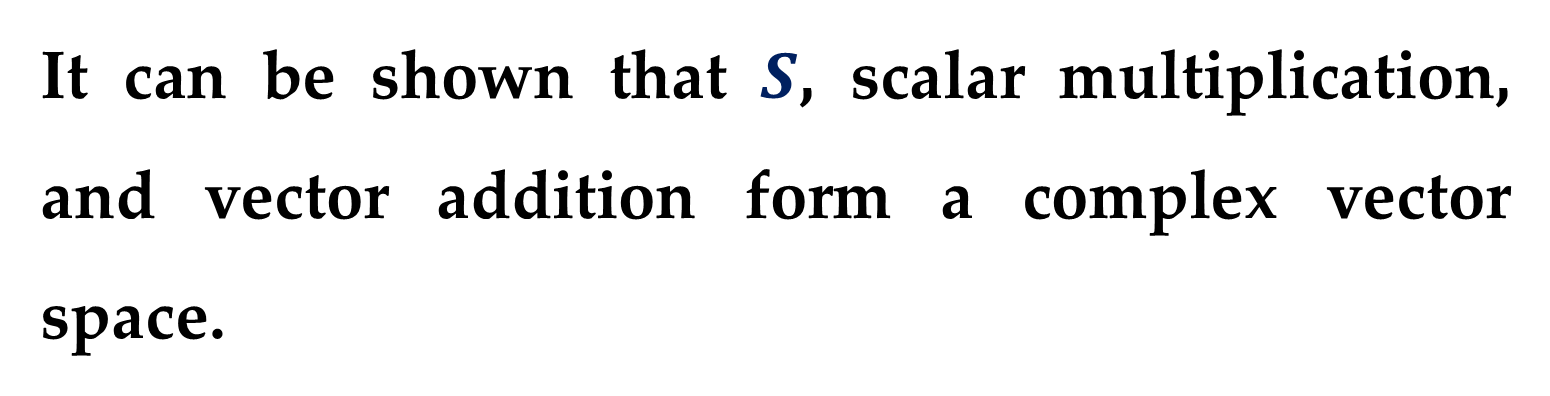 It can be shown that S, scalar multiplication,
and vector addition form a complex vector
space.